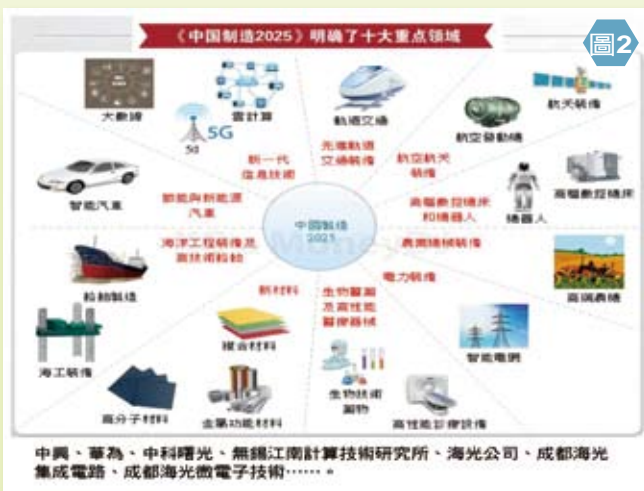 《中国制造2025》明确了十大重点领域
圖2
大數據
雲計算
5G
5G
軌道交通
航空發動機
航天裝備
新一代
信息技術
先進軌道
交通裝備
航空航天
裝備
智能汽車
節能與新能源
汽車
中国制造
2025
高檔數控機床
和機器人
機器人
高檔數控機床
海洋工程裝備及
高技術船舶
農業機械裝備
船舶製造
新材料
生物醫藥
及高性能
醫療器械
電力裝備
高端農機
海工裝備
複合材料
智能電網
高分子材料
金屬功能材料
生物技術
藥物
高性能診療設備
中興、華為、中科曙光、無錫江南計算技術研究所、海光公司、成都海光
集成電路、成都海光微電子技術……。